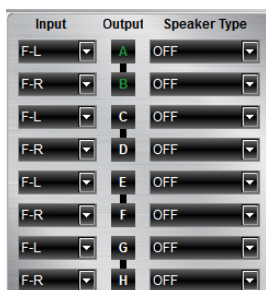 Input Output Speaker Type
F-L A OFF
F-R B OFF
F-L C OFF
F-R D OFF
F-L E OFF
F-R F OFF
F-L G OFF
F-R H OFF